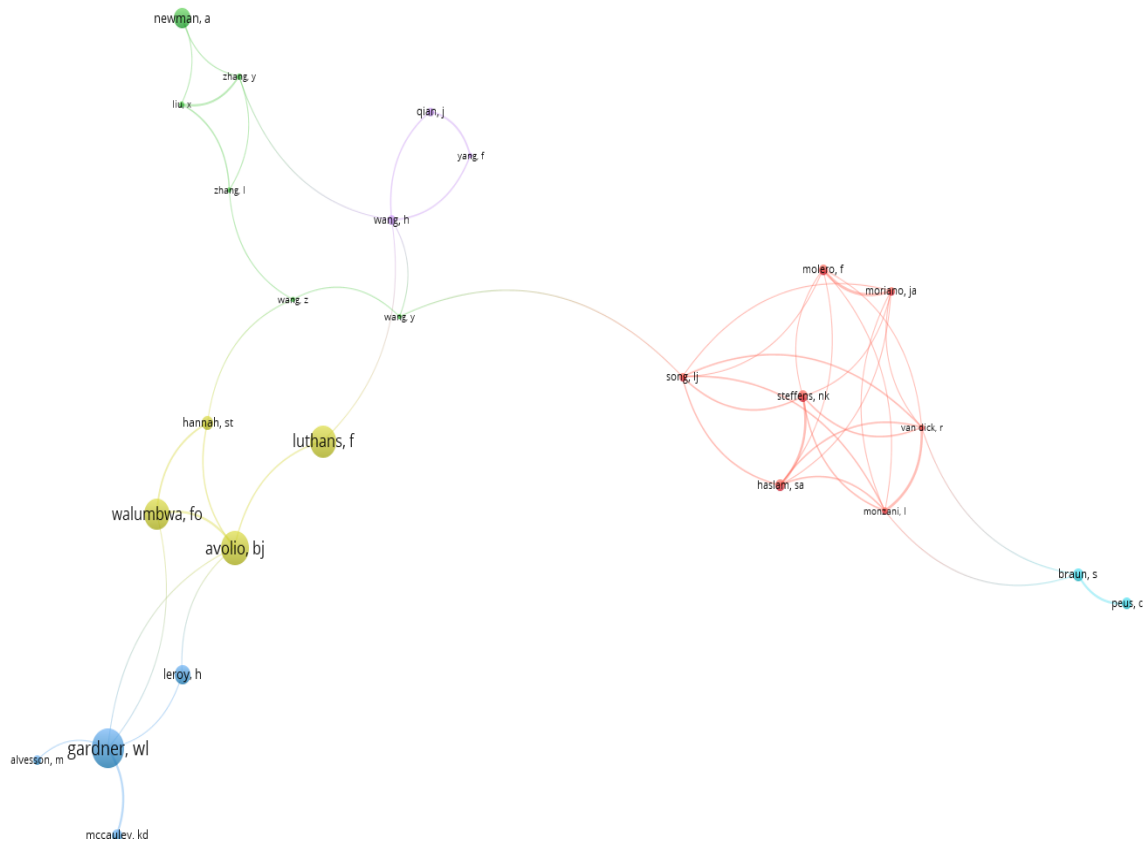 newman, a
zhang, y
liu, x
qian, j
yang, f
zhang, l
wang, h
molero, f
moriano, ja
wang, z
wang, y
song, lj
steffens, nk
hannah, st
van dick, r
luthans, f
haslam, sa
walumbwa, fo
monzani, l
avolio, bj
braun, s
peus, c
leroy, h
gardner, wl
alvesson, m
mccauley, kd